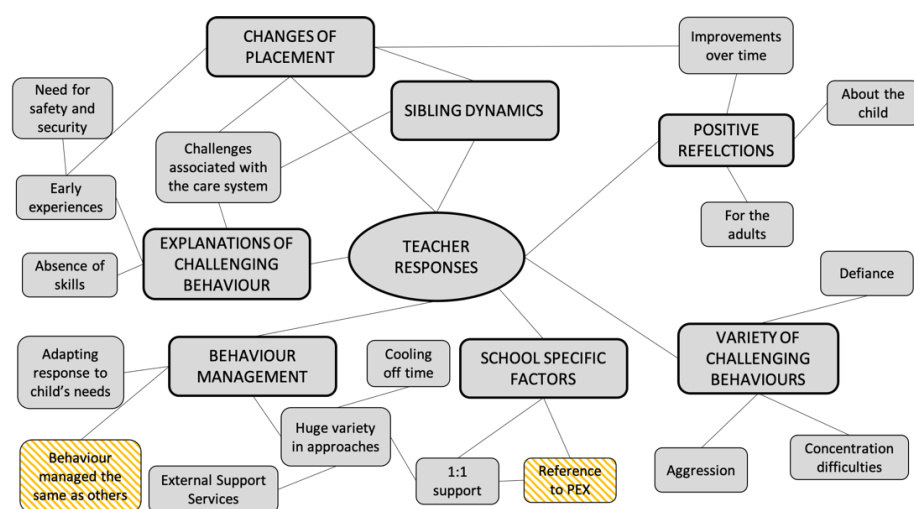 CHANGES OF
PLACEMENT
Improvements
over time
Need for
safety and
security
SIBLING DYNAMICS
About the
child
POSITIVE
REFELCTIONS
Challenges
associated with
the care system
Early
experiences
For the
adults
EXPLANATIONS OF
CHALLENGING
BEHAVIOUR
TEACHER
RESPONSES
Absence of
skills
Defiance
Adapting
response to
child's needs
BEHAVIOUR
MANAGEMENT
Cooling
off time
SCHOOL SPECIFIC
FACTORS
VARIETY OF
CHALLENGING
BEHAVIOURS
Huge variety
in approaches
Behaviour
managed the
same as others
External Support
Services
1:1
support
Reference
to PEX
Aggression
Concentration
difficulties